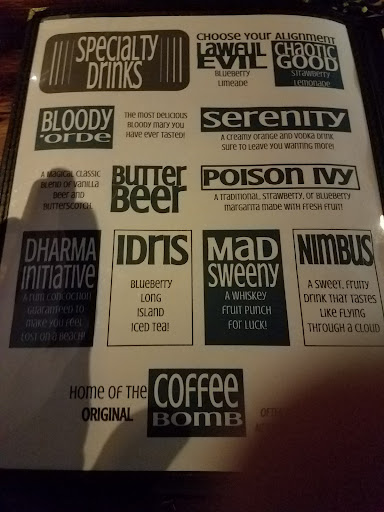 SPECIALTY
DRINKS
CHOOSE YOUR ALIGNMENT
LAWFUL
EVIL
BLUEBERRY
LIMEADE
CHAOTIC
GOOD
STRAWBERRY
LEMONADE
BLOODY
'ORDE
THE MOST DELICIOUS
BLOODY MARY YOU
HAVE EVER TASTED!
SERENITY
A CREAMY ORANGE AND VODKA DRINK
SURE TO LEAVE YOU WANTING MORE!
A MAGICAL CLASSIC
BLEND OF VANILLA
BEER AND
BUTTERSCOTCH.
BUTTER
BEER
POISON IVY
A TRADITIONAL, STRAWBERRY, OR BLUEBERRY
MARGARITA MADE WITH FRESH FRUIT!
DHARMA
INITIATIVE
A RUM CONCOCTION
GUARANTEED TO
MAKE YOU FEEL
LOST ON A BEACH!
IDRIS
BLUEBERRY
LONG
ISLAND
ICED TEA!
MAD
SWEENY
A WHISKEY
FRUIT PUNCH
FOR LUCK!
NIMBUS
A SWEET, FRUITY
DRINK THAT TASTES
LIKE FLYING
THROUGH A CLOUD
HOME OF THE
ORIGINAL
COFFEE
BOMB